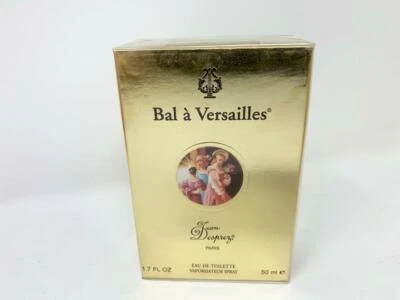 Bal à Versailles®
Jean
Desprez
PARIS
EAU DE TOILETTE
VAPORISATEUR SPRAY
1.7 FL OZ
50 ml e